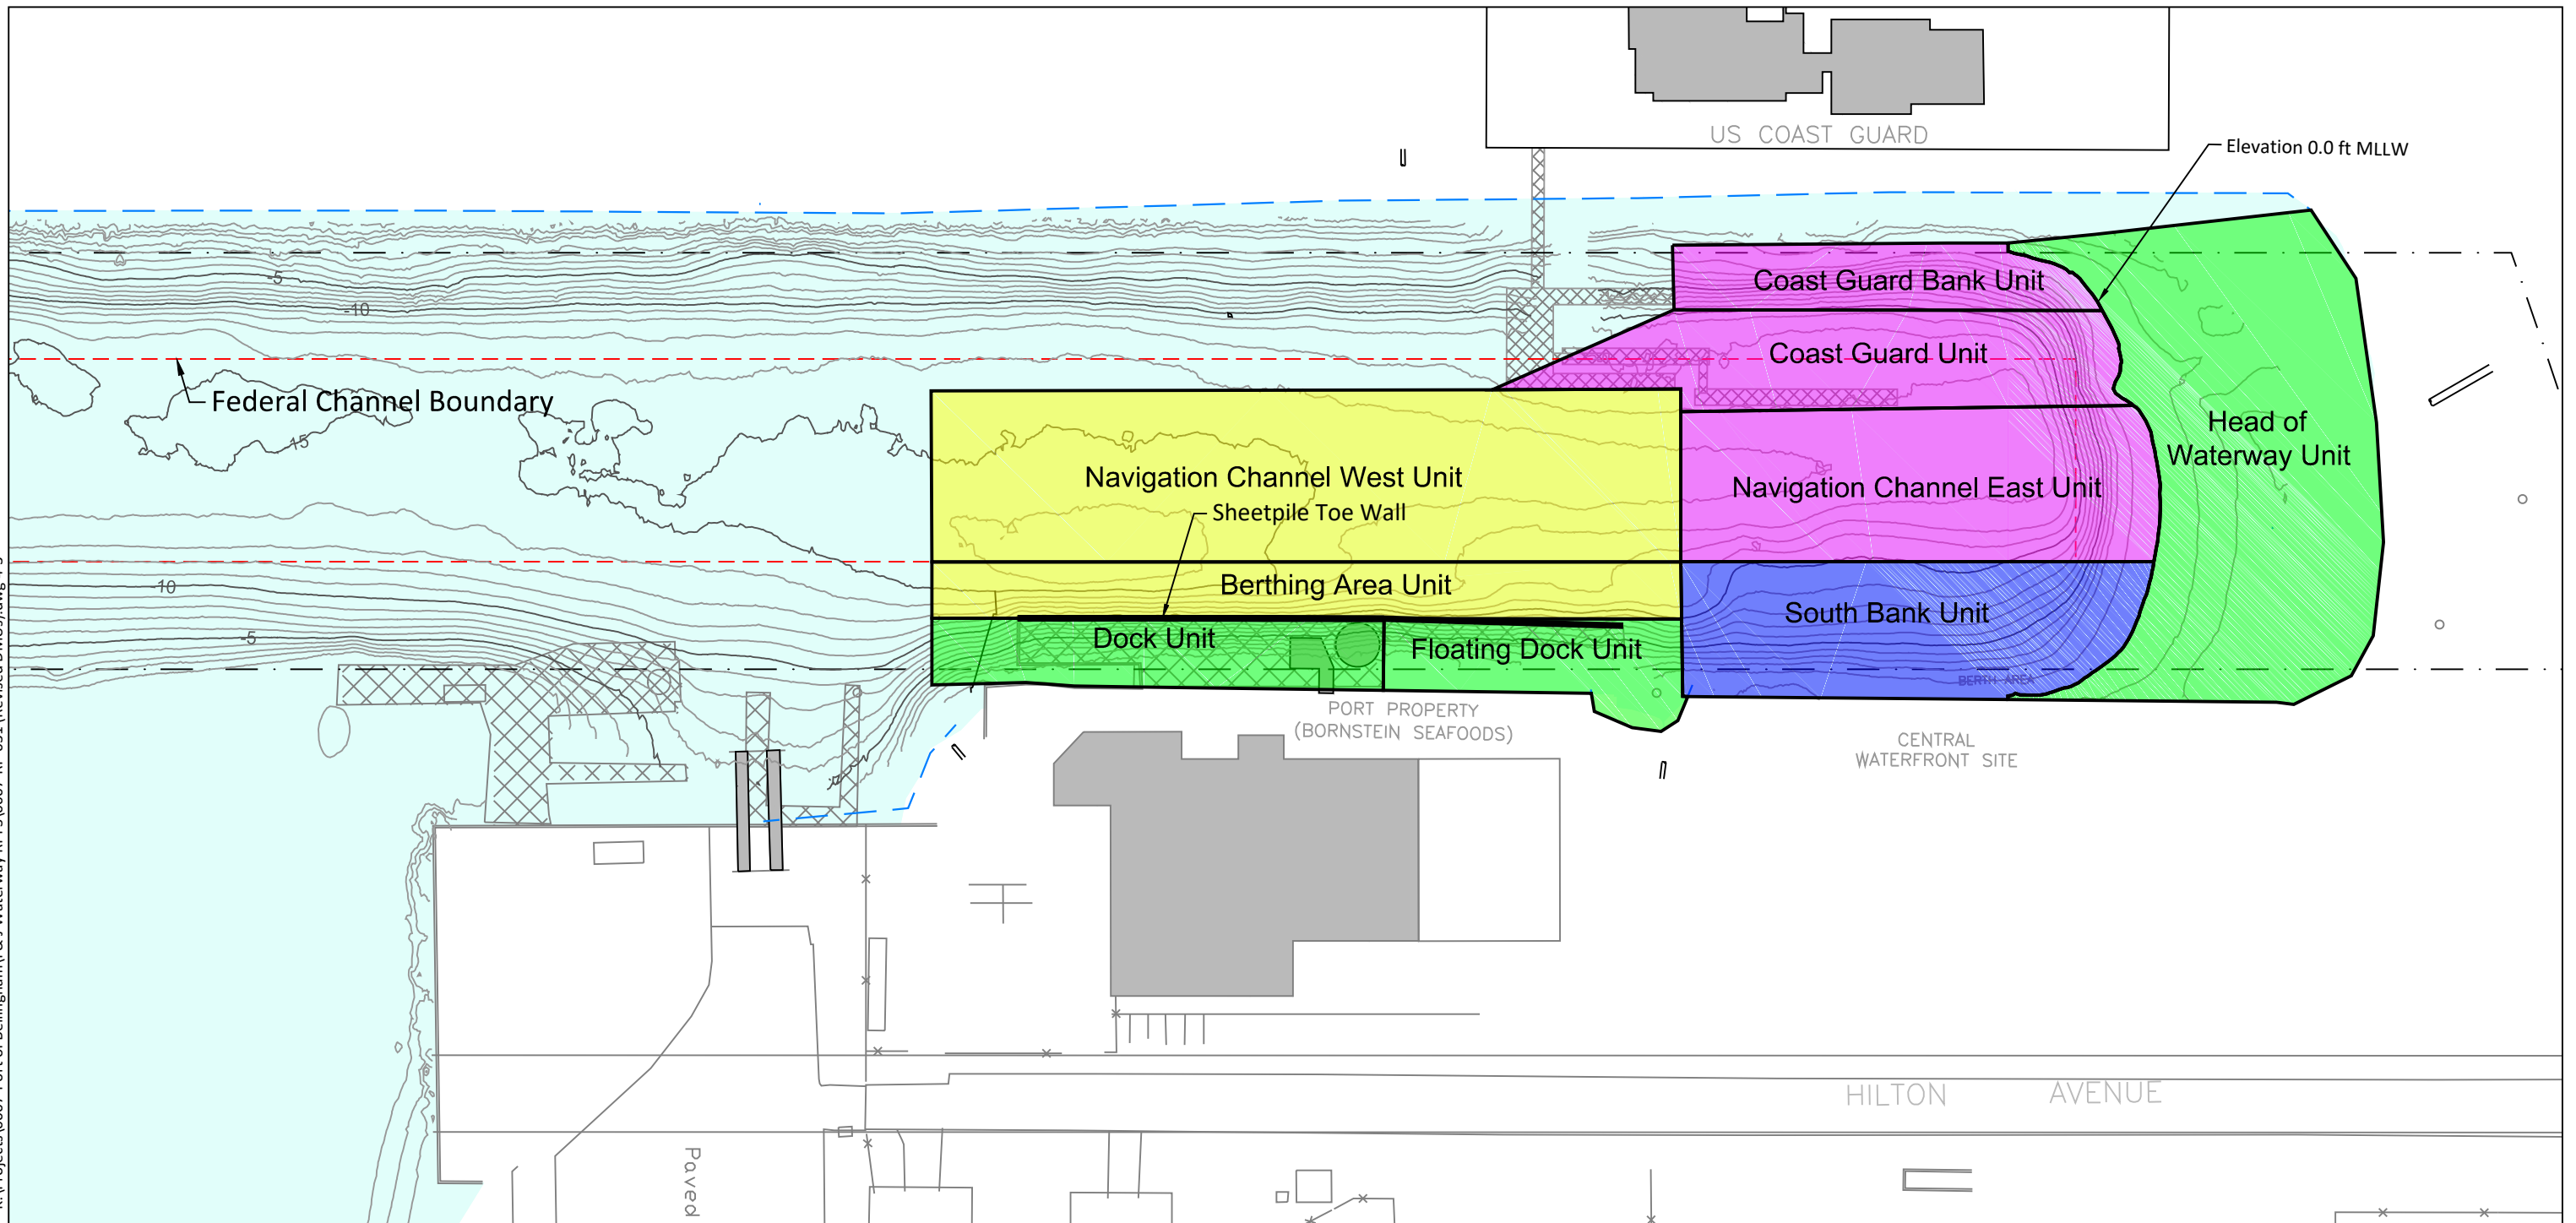 US COAST GUARD
Elevation 0.0 ft MLLW
-5
-10
Coast Guard Bank Unit
Coast Guard Unit
Federal Channel Boundary
15
Head of
Waterway Unit
Navigation Channel West Unit
Navigation Channel East Unit
Sheetpile Toe Wall
-10
Berthing Area Unit
South Bank Unit
-5
Dock Unit
Floating Dock Unit
BERTH AREA
PORT PROPERTY
(BORNSTEIN SEAFOODS)
CENTRAL
WATERFRONT SITE
HILTON AVENUE
Paved